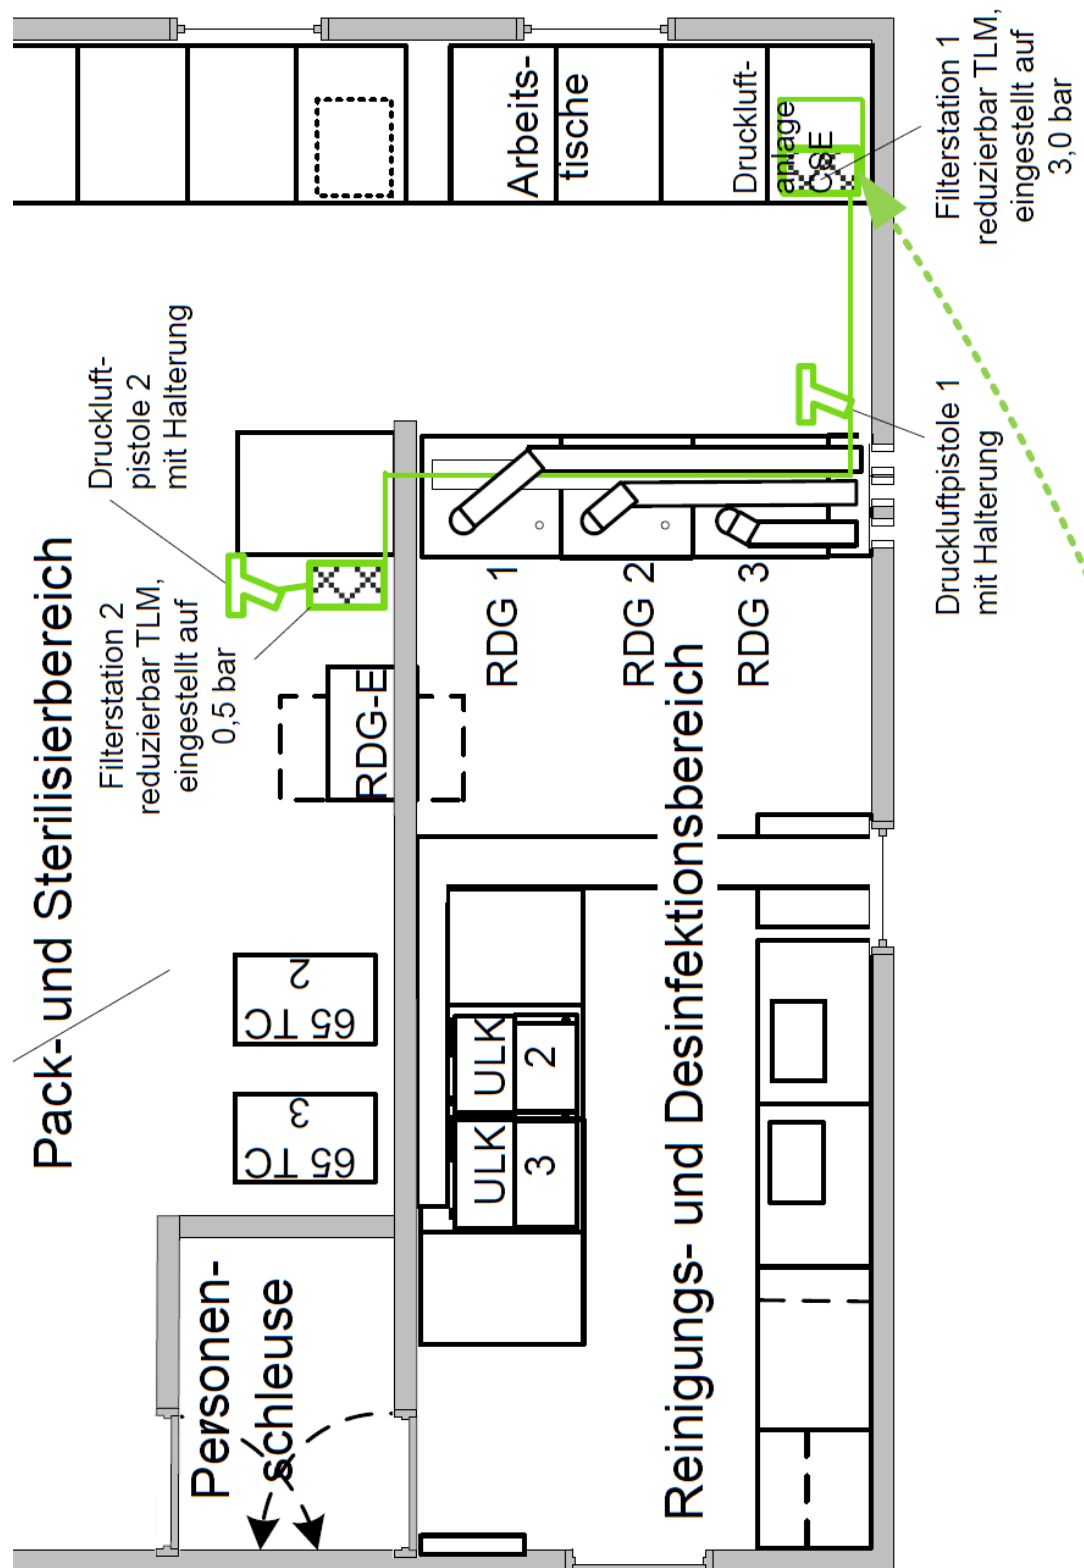 Pack- und Sterilisierbereich
Druckluft-
pistole 2
mit Halterung
Filterstation 2
reduzierbar TLM,
eingestellt auf
0,5 bar
RDG-E
65 TC
2
65 TC
3
Personen-
schleuse
Arbeits-
tische
Druckluft-
anlage
CSE
Filterstation 1
reduzierbar TLM,
eingestellt auf
3,0 bar
Druckluftpistole 1
mit Halterung
RDG 1
RDG 2
RDG 3
ULK
2
ULK
3
Reinigungs- und Desinfektionsbereich